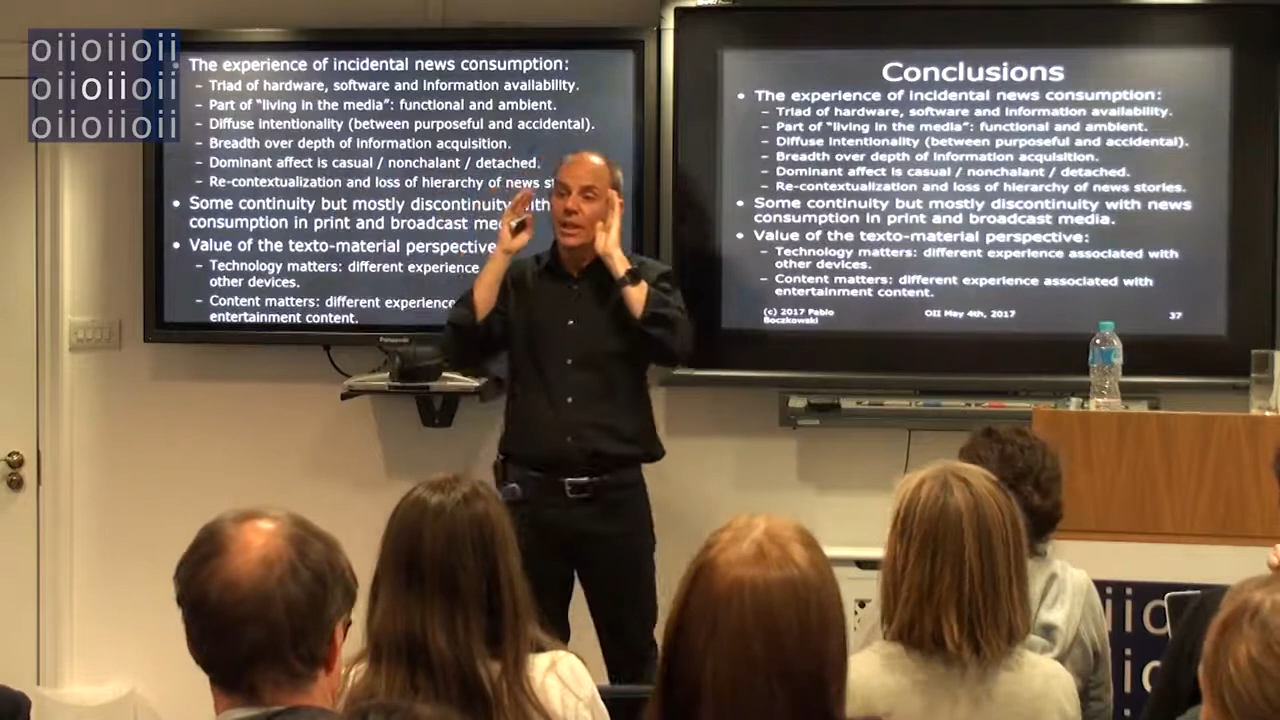 oiioiioii
oiioiioii
oiioiioii
The experience of incidental news consumption:
– Triad of hardware, software and information availability.
– Part of “living in the media”: functional and ambient.
– Diffuse intentionality (between purposeful and accidental).
– Breadth over depth of information acquisition.
– Dominant affect is casual / nonchalant / detached.
– Re-contextualization and loss of hierarchy of news
• Some continuity but mostly discontinuity with
consumption in print and broadcast
• Value of the texto-material perspective
– Technology matters: different experience
other devices.
– Content matters: different experience
entertainment content.
Panasonic
Conclusions
• The experience of incidental news consumption:
– Triad of hardware, software and information availability.
– Part of “living in the media”: functional and ambient.
– Diffuse intentionality (between purposeful and accidental).
– Breadth over depth of information acquisition.
– Dominant affect is casual / nonchalant / detached.
– Re-contextualization and loss of hierarchy of news stories.
• Some continuity but mostly discontinuity with news
consumption in print and broadcast media.
• Value of the texto-material perspective:
– Technology matters: different experience associated with
other devices.
– Content matters: different experience associated with
entertainment content.
(c) 2017 Pablo
Boczkowski
OII May 4th, 2017
37
iio